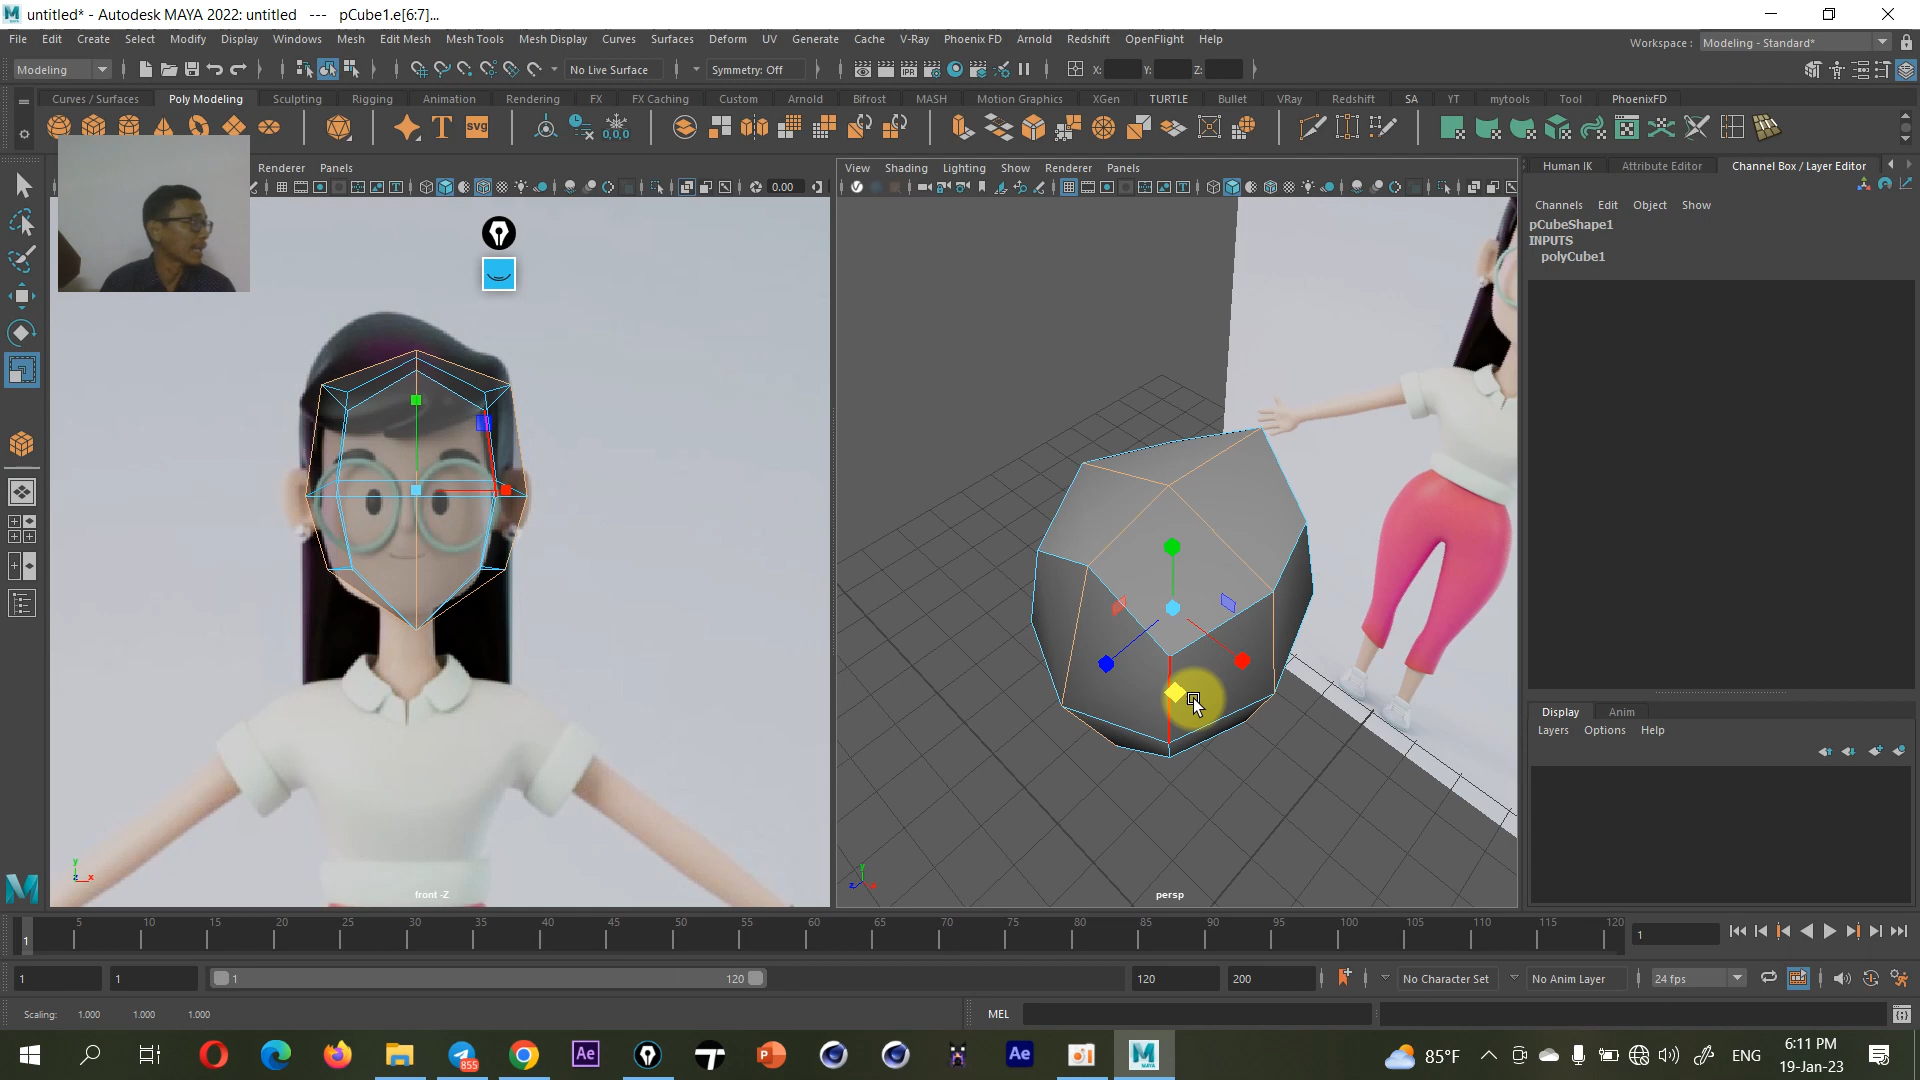 untitled* - Autodesk MAYA 2022: untitled --- pCube1.e[6:7]...
File Edit Create Select Modify Display Windows Mesh Edit Mesh Mesh Tools Mesh Display Curves Surfaces Deform UV Generate Cache V-Ray Phoenix FD Arnold Redshift OpenFlight Help
Workspace : Modeling - Standard*
Modeling No Live Surface Symmetry: Off X: Y: Z:
Curves / Surfaces Poly Modeling Sculpting Rigging Animation Rendering FX FX Caching Custom Arnold Bifrost MASH Motion Graphics XGen TURTLE Bullet VRay Redshift SA YT mytools Tool PhoenixFD
T svg 0,0,0
Renderer Panels
View Shading Lighting Show Renderer Panels
0.00
Human IK Attribute Editor Channel Box / Layer Editor
Channels Edit Object Show
pCubeShape1
INPUTS
polyCube1
y
z x
front -Z
y
z x
persp
Display Anim
Layers Options Help
5 10 15 20 25 30 35 40 45 50 55 60 65 70 75 80 85 90 95 100 105 110 115 120
1
1
1 1 1 120 120 200 No Character Set No Anim Layer 24 fps
Scaling: 1.000 1.000 1.000
MEL
855
Ae
Ae
M
85°F
ENG
6:11 PM
19-Jan-23